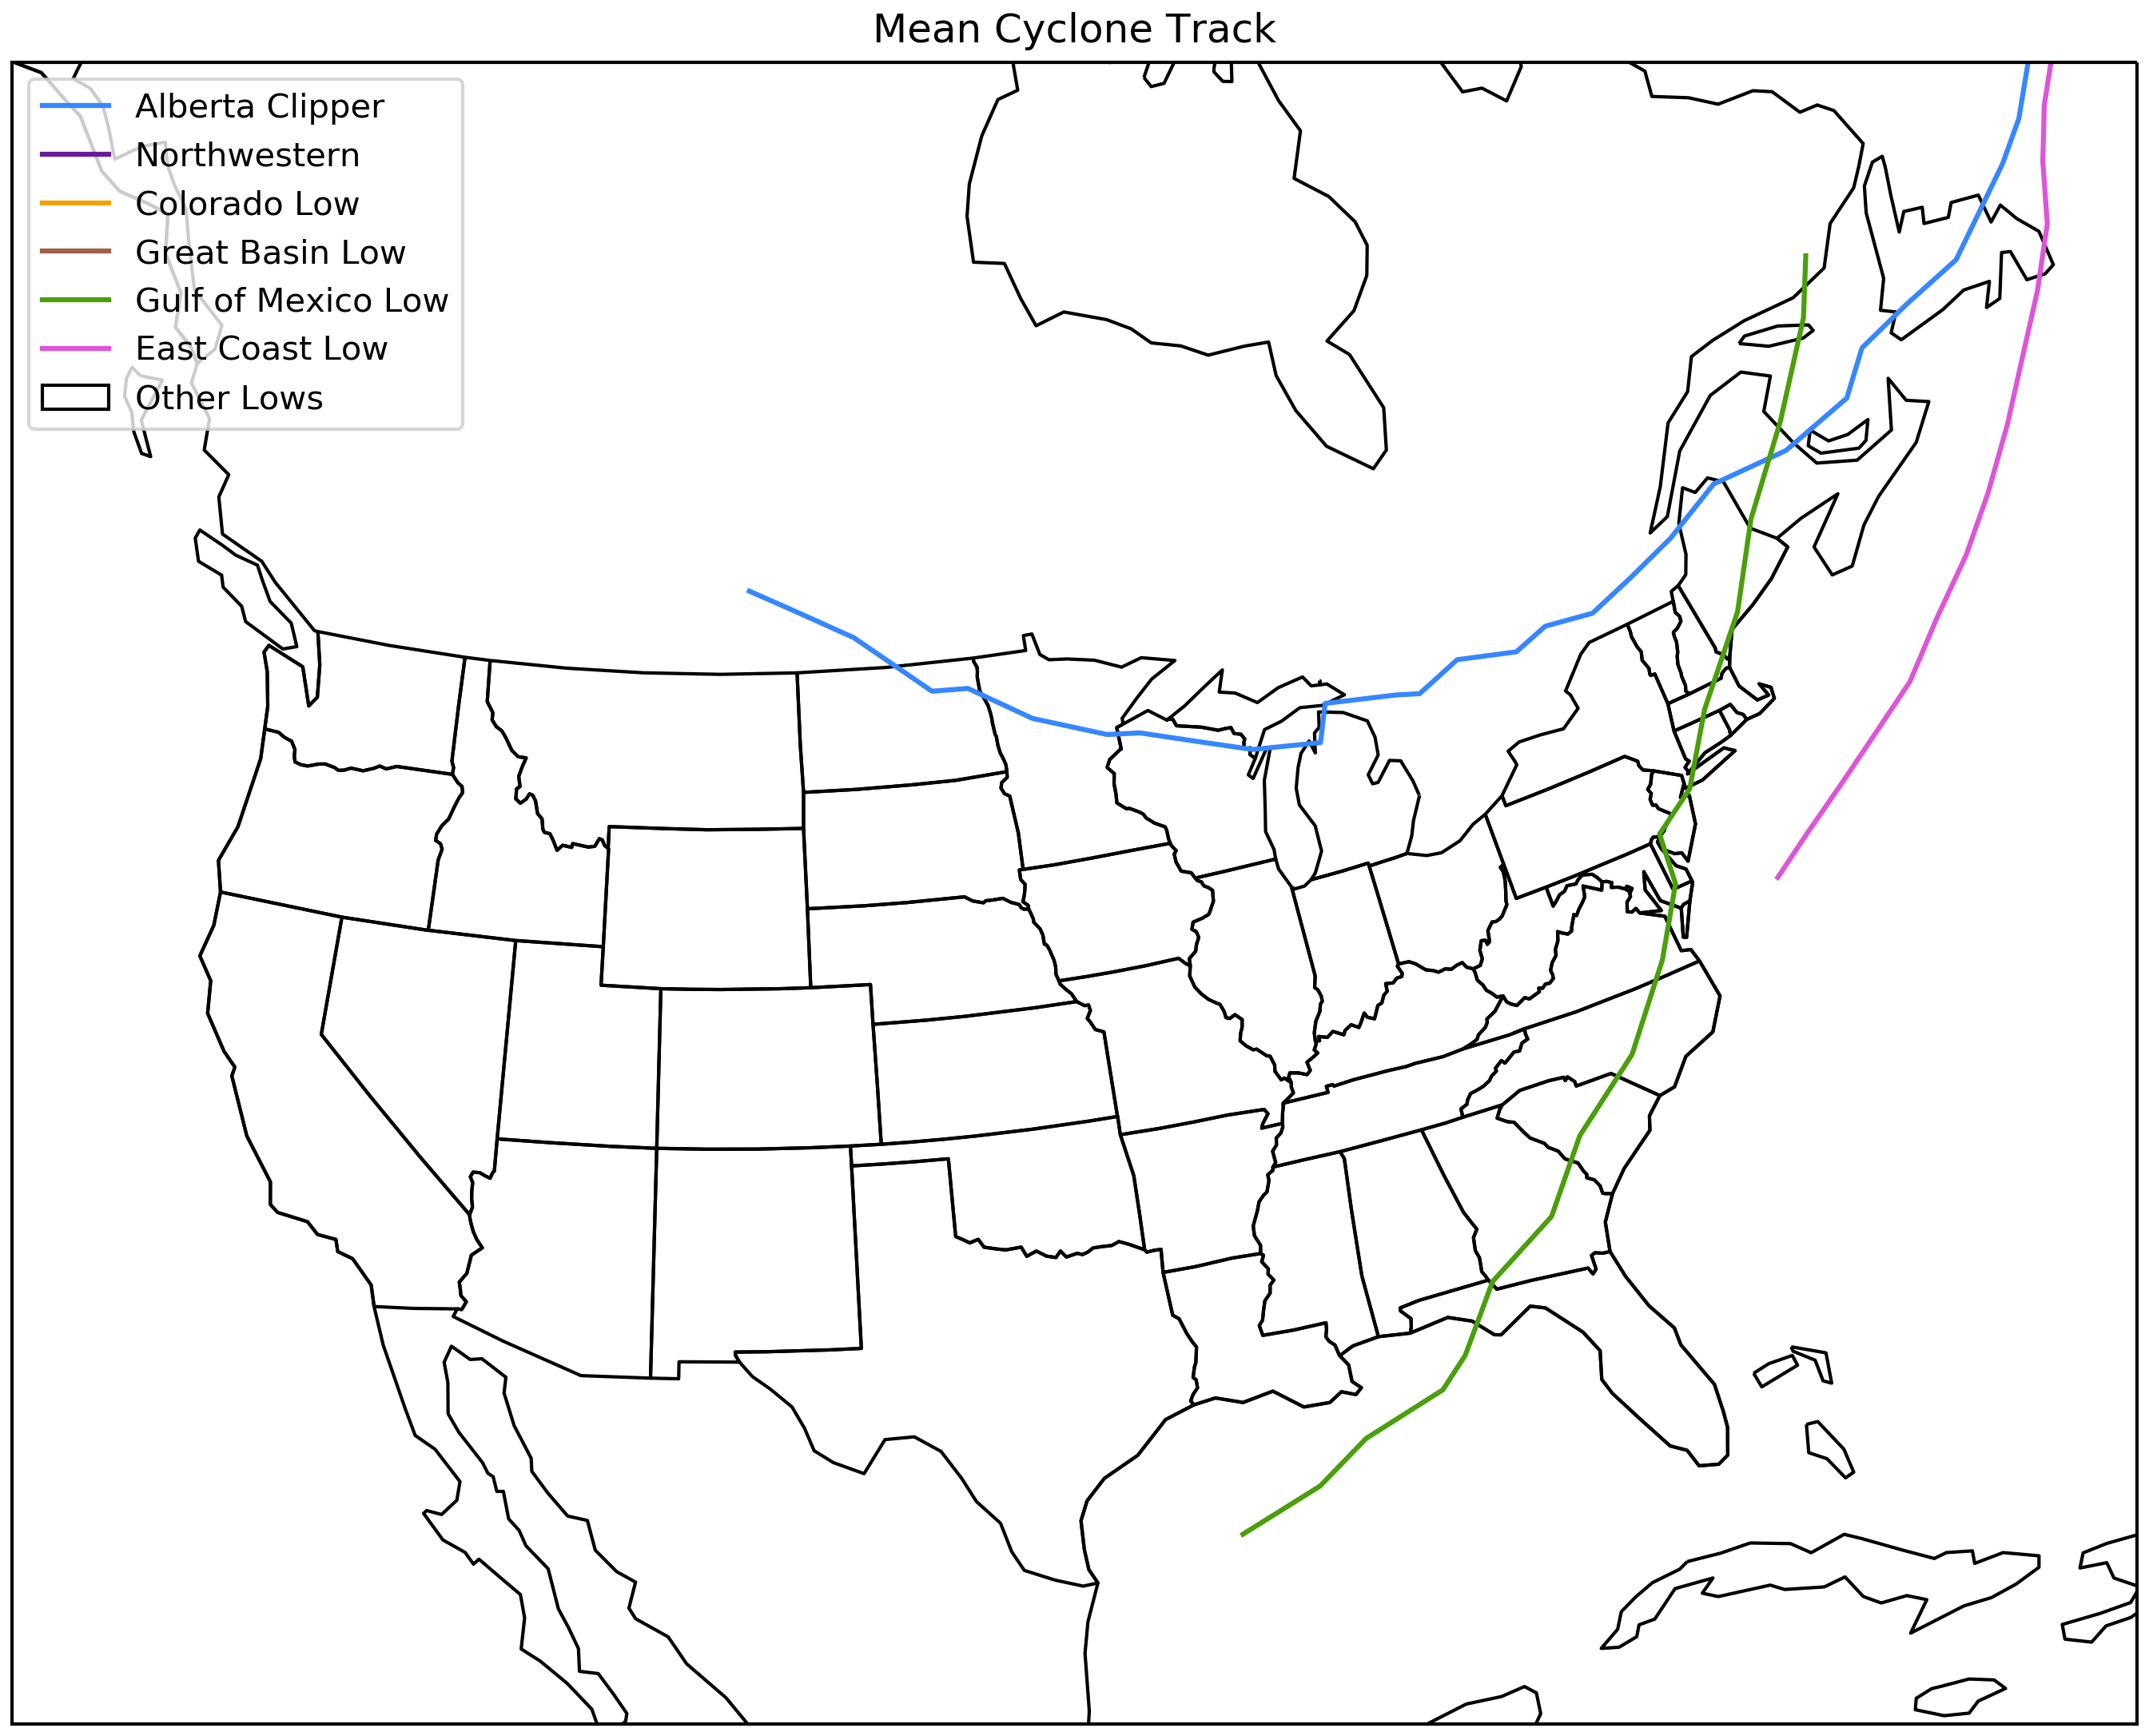 Mean Cyclone Track
Alberta Clipper
Northwestern
Colorado Low
Great Basin Low
Gulf of Mexico Low
East Coast Low
Other Lows